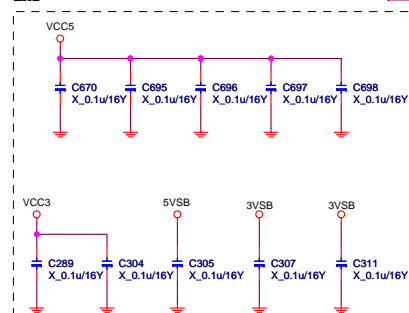 VCC5
C670 C695 C696 C697 C698
X_0.1u/16Y X_0.1u/16Y X_0.1u/16Y X_0.1u/16Y X_0.1u/16Y
VCC3 5VSB 3VSB 3VSB
C289 C304 C305 C307 C311
X_0.1u/16Y X_0.1u/16Y X_0.1u/16Y X_0.1u/16Y X_0.1u/16Y